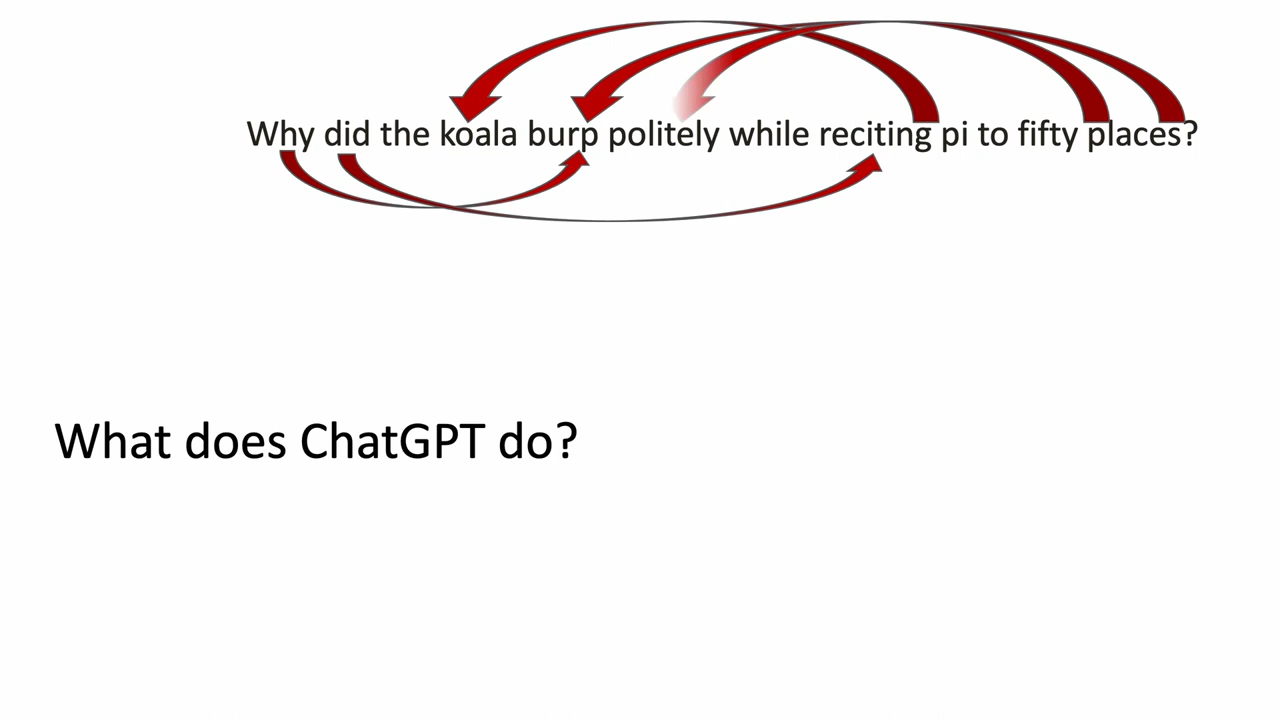 Why did the koala burp politely while reciting pi to fifty places?
What does ChatGPT do?